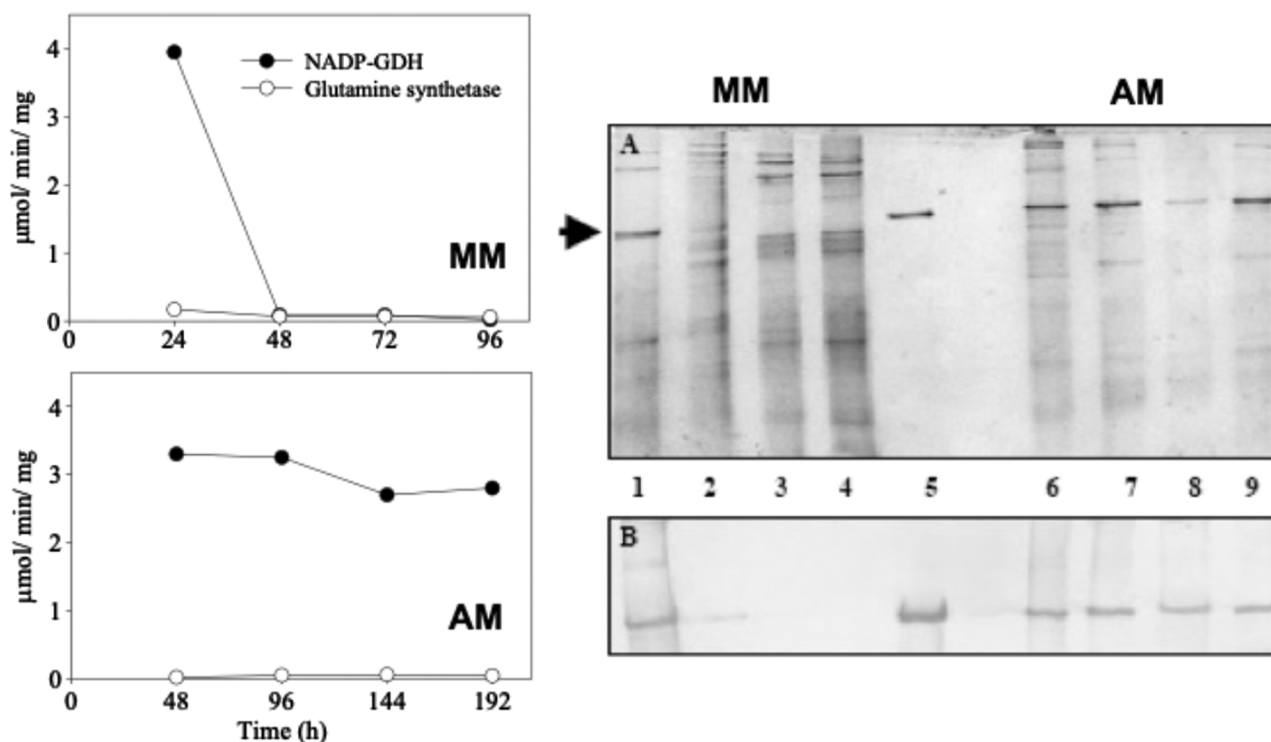 4
3
2
1
0
μmol/ min/ mg
NADP-GDH
Glutamine synthetase
MM
0 24 48 72 96
4
3
2
1
0
μmol/ min/ mg
AM
0 48 96 144 192
Time (h)
MM AM
A
1 2 3 4 5 6 7 8 9
B